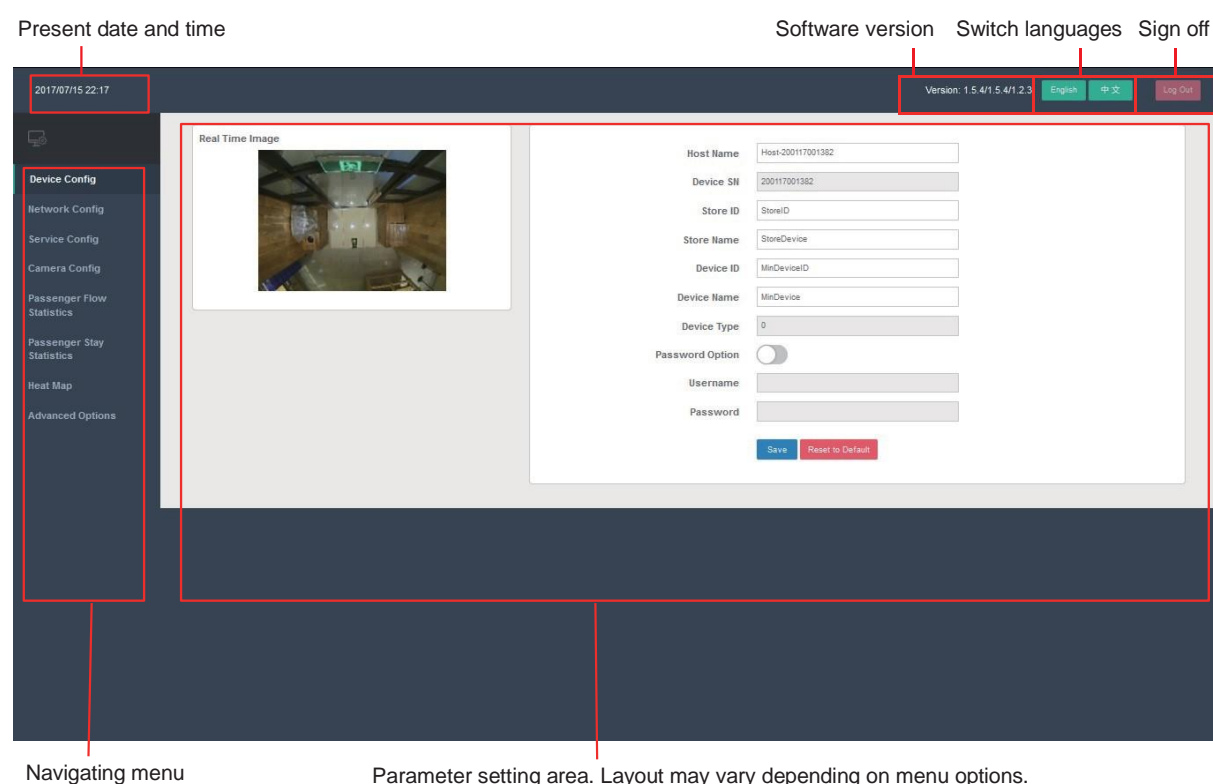 Present date and time
Software version
Switch languages
Sign off
2017/07/15 22:17
Version: 1.5.4/1.5.4/1.2.3
English
中文
Log Out
Device Config
Network Config
Service Config
Camera Config
Passenger Flow
Statistics
Passenger Stay
Statistics
Heat Map
Advanced Options
Real Time Image
Host Name
Host-200117001382
Device SN
200117001382
Store ID
StoreID
Store Name
StoreDevice
Device ID
MinDeviceID
Device Name
MinDevice
Device Type
0
Password Option
Username
Password
Save
Reset to Default
Navigating menu
Parameter setting area. Layout may vary depending on menu options.